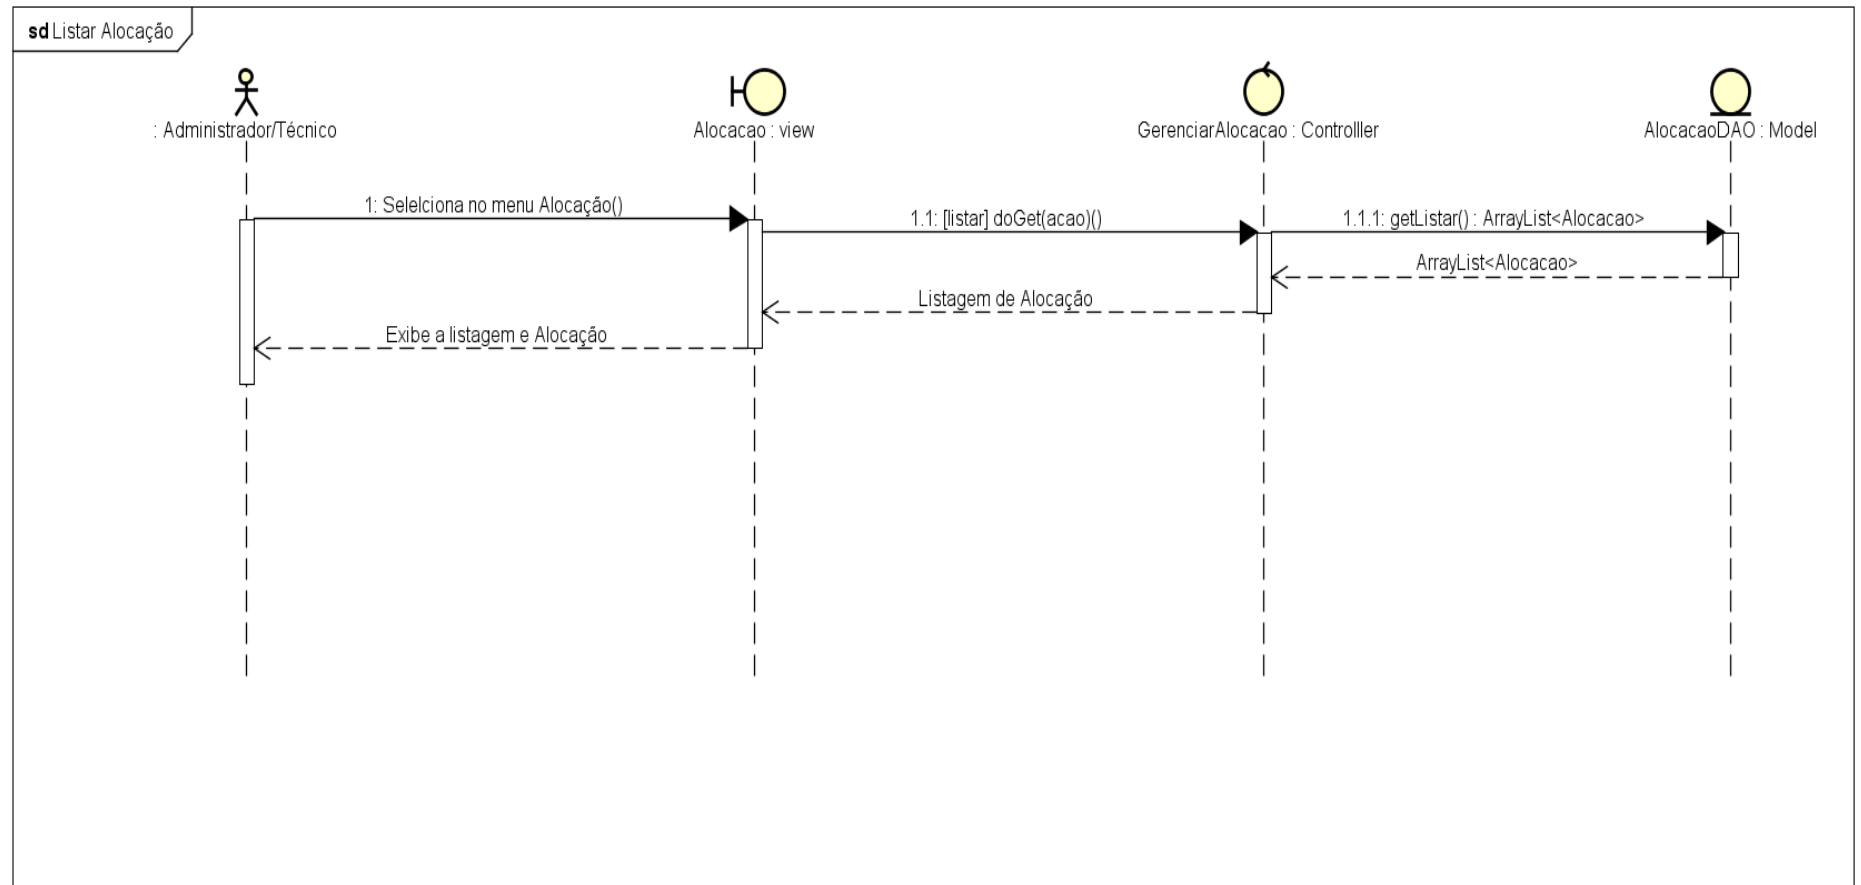 sd Listar Alocação
: Administrador/Técnico
Alocacao : view
GerenciarAlocacao : Controlller
AlocacaoDAO : Model
1: Selelciona no menu Alocação()
1.1: [listar] doGet(acao)()
1.1.1: getListar() : ArrayList<Alocacao>
ArrayList<Alocacao>
Listagem de Alocação
Exibe a listagem e Alocação